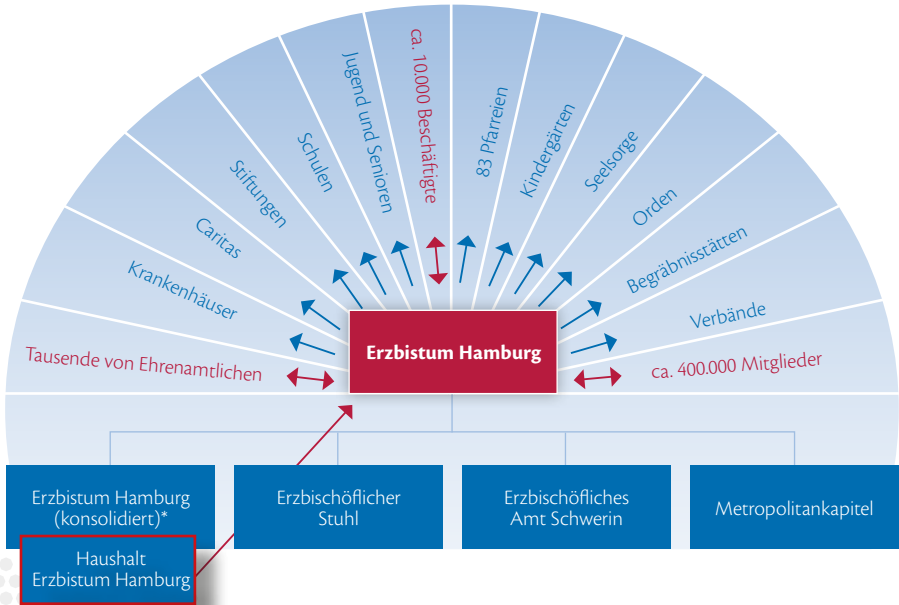 Tausende von Ehrenamtlichen
Krankenhäuser
Caritas
Stiftungen
Schulen
Jugend und Senioren
ca. 10.000 Beschäftigte
83 Pfarreien
Kindergärten
Seelsorge
Orden
Begräbnisstätten
Verbände
ca. 400.000 Mitglieder
Erzbistum Hamburg
Erzbistum Hamburg
(konsolidiert)*
Haushalt
Erzbistum Hamburg
Erzbischöflicher
Stuhl
Erzbischöfliches
Amt Schwerin
Metropolitankapitel